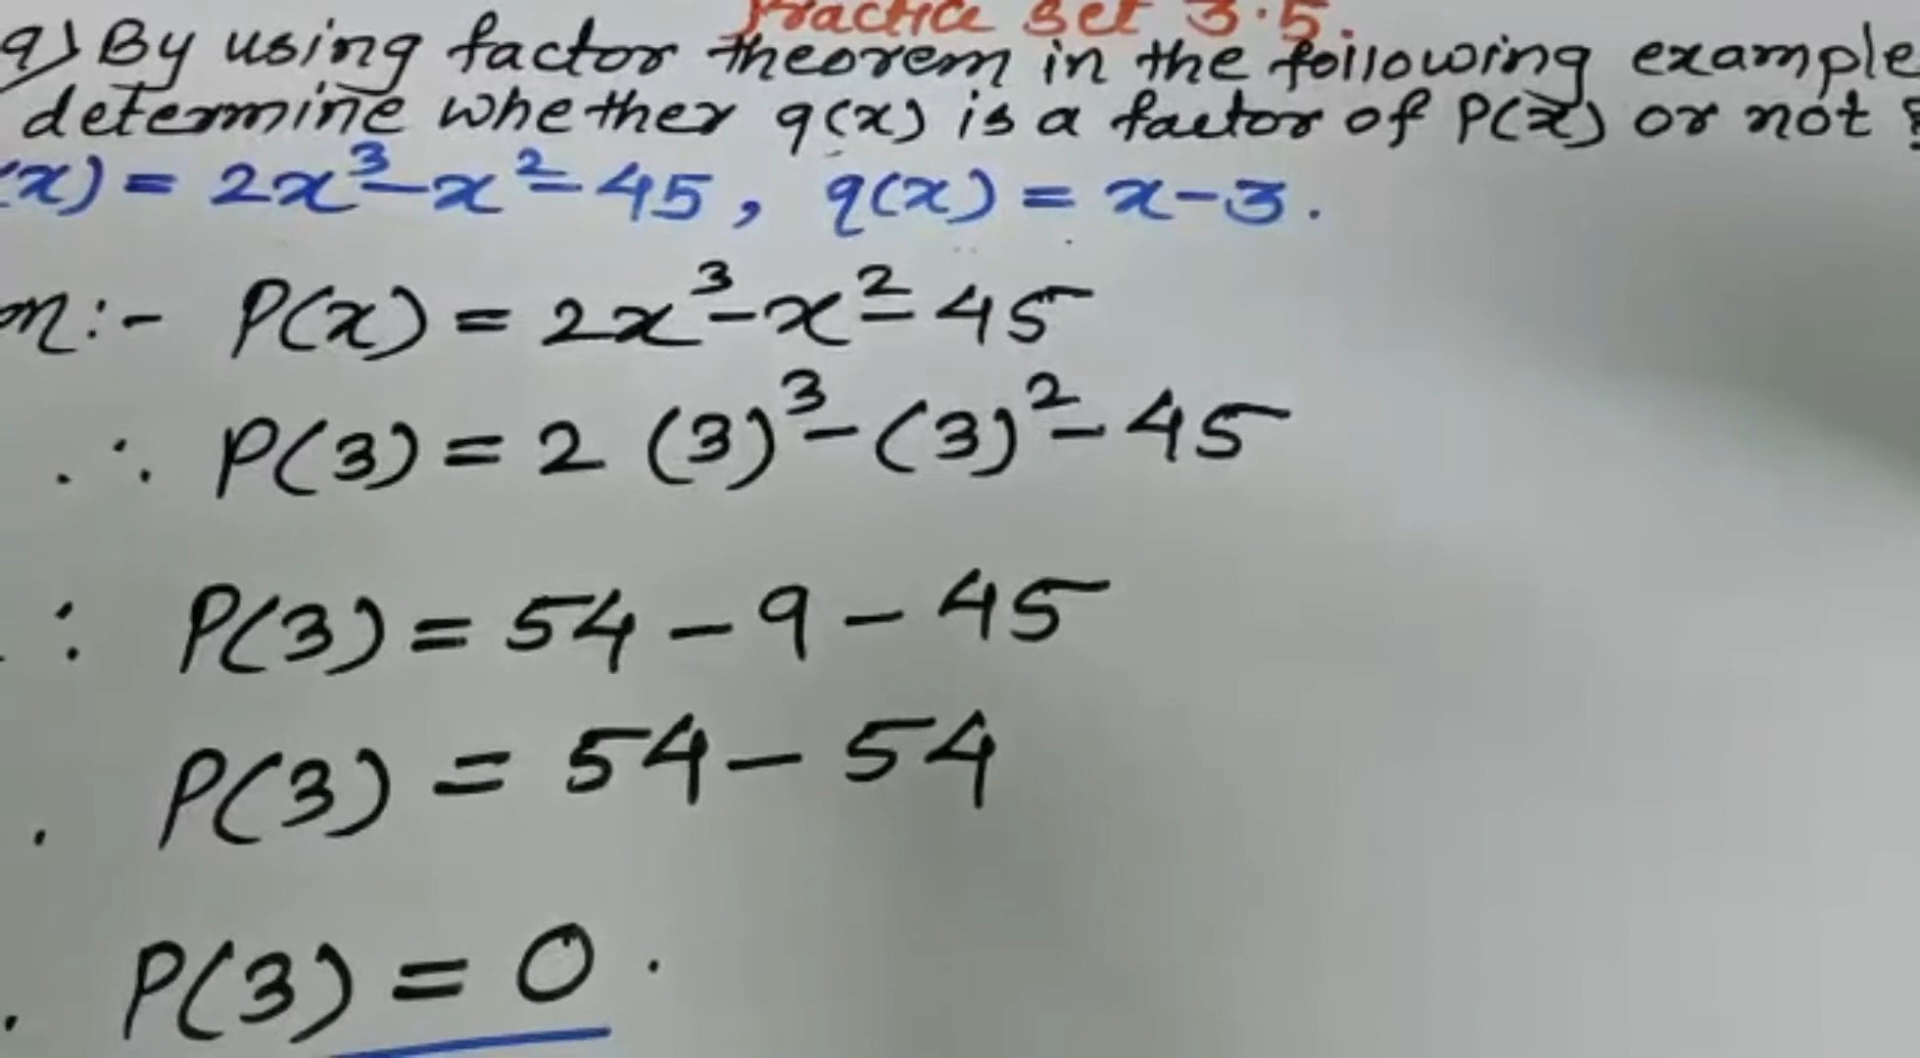 Practice Set 3.5.
9) By using factor theorem in the following example
determine whether q(x) is a factor of P(x) or not ?
(x) = 2x³-x²-45, q(x) = x-3.
n:- P(x) = 2x³-x²-45
∴ P(3) = 2 (3)³-(3)²-45
∴ P(3) = 54-9-45
. P(3) = 54-54
. P(3) = 0.